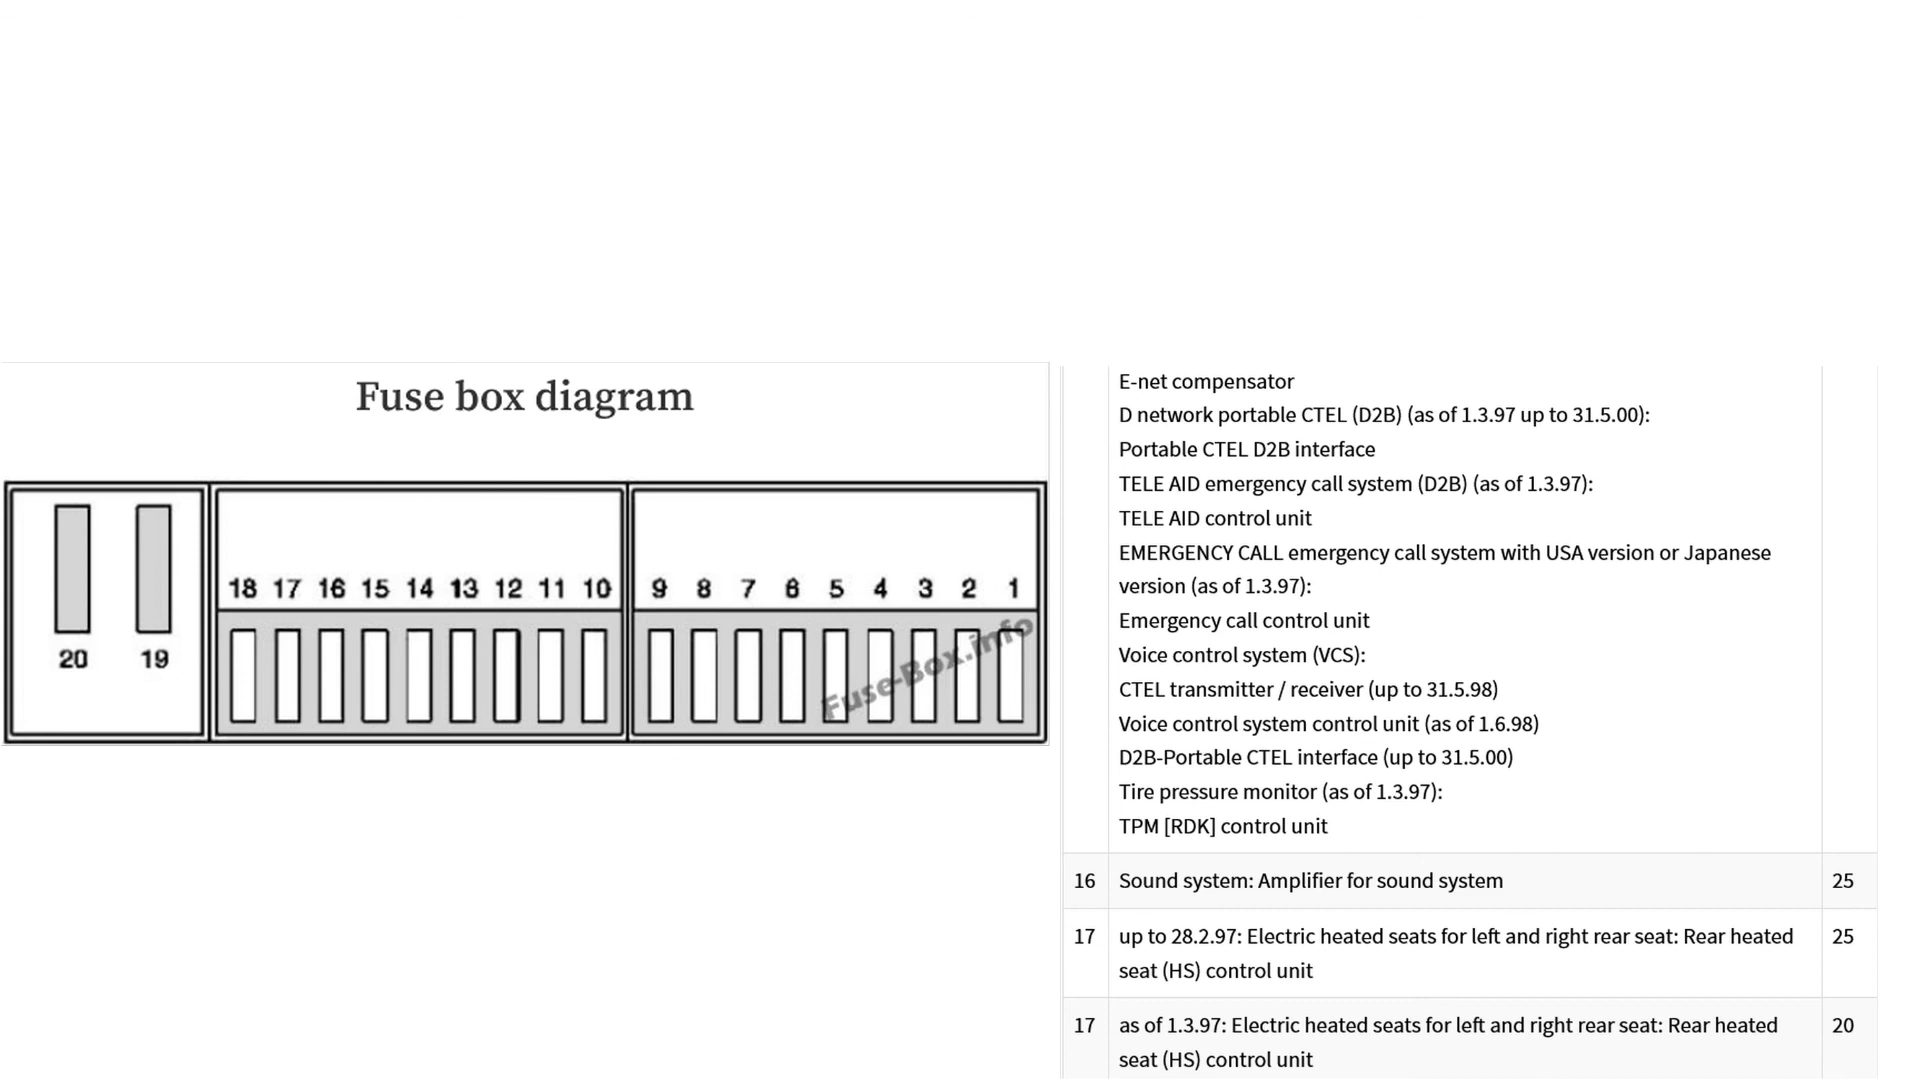 Fuse box diagram
18 17 16 15 14 13 12 11 10 9 8 7 6 5 4 3 2 1
20 19
Fuse-Box.info
E-net compensator
D network portable CTEL (D2B) (as of 1.3.97 up to 31.5.00):
Portable CTEL D2B interface
TELE AID emergency call system (D2B) (as of 1.3.97):
TELE AID control unit
EMERGENCY CALL emergency call system with USA version or Japanese
version (as of 1.3.97):
Emergency call control unit
Voice control system (VCS):
CTEL transmitter / receiver (up to 31.5.98)
Voice control system control unit (as of 1.6.98)
D2B-Portable CTEL interface (up to 31.5.00)
Tire pressure monitor (as of 1.3.97):
TPM [RDK] control unit
16 Sound system: Amplifier for sound system 25
17 up to 28.2.97: Electric heated seats for left and right rear seat: Rear heated 25
seat (HS) control unit
17 as of 1.3.97: Electric heated seats for left and right rear seat: Rear heated 20
seat (HS) control unit